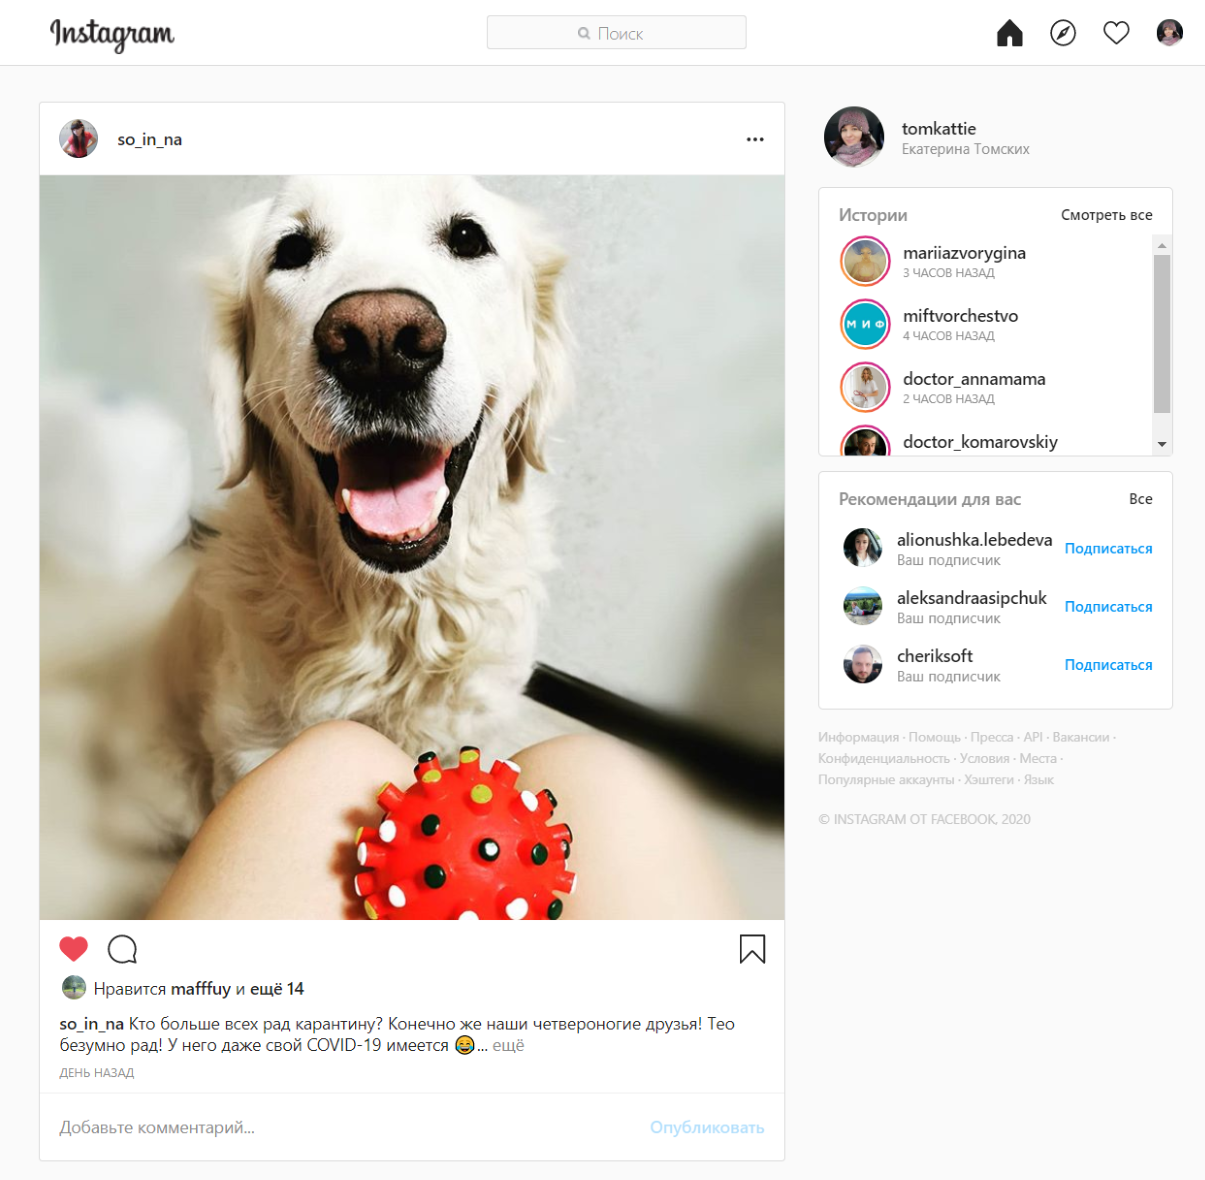 Instagram
Поиск
so_in_na
tomkattie
Екатерина Томских
Истории
Смотреть все
mariiazvorygina
3 ЧАСОВ НАЗАД
МИФ
miftvorchestvo
4 ЧАСОВ НАЗАД
doctor_annamama
2 ЧАСОВ НАЗАД
doctor_komarovskiy
Рекомендации для вас
Все
alionushka.lebedeva
Ваш подписчик
Подписаться
aleksandraasipchuk
Ваш подписчик
Подписаться
cheriksoft
Ваш подписчик
Подписаться
Информация · Помощь · Пресса · API · Вакансии ·
Конфиденциальность · Условия · Места ·
Популярные аккаунты · Хэштеги · Язык
© INSTAGRAM ОТ FACEBOOK, 2020
Нравится mafffuy и ещё 14
so_in_na Кто больше всех рад карантину? Конечно же наши четвероногие друзья! Тео
безумно рад! У него даже свой COVID-19 имеется 😂... ещё
ДЕНЬ НАЗАД
Добавьте комментарий...
Опубликовать